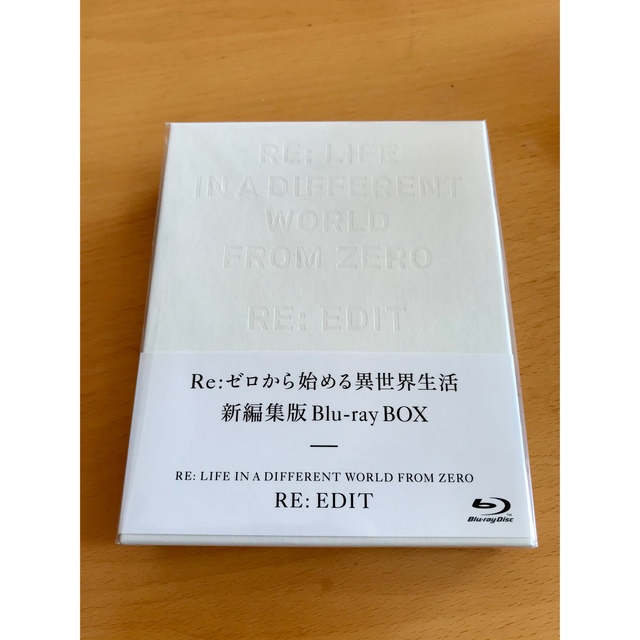 RE: LIFE
IN A DIFFERENT
WORLD
FROM ZERO
RE: EDIT
Re:ゼロから始める異世界生活
新編集版 Blu-ray BOX
RE: LIFE IN A DIFFERENT WORLD FROM ZERO
RE: EDIT
Blu-ray Disc™